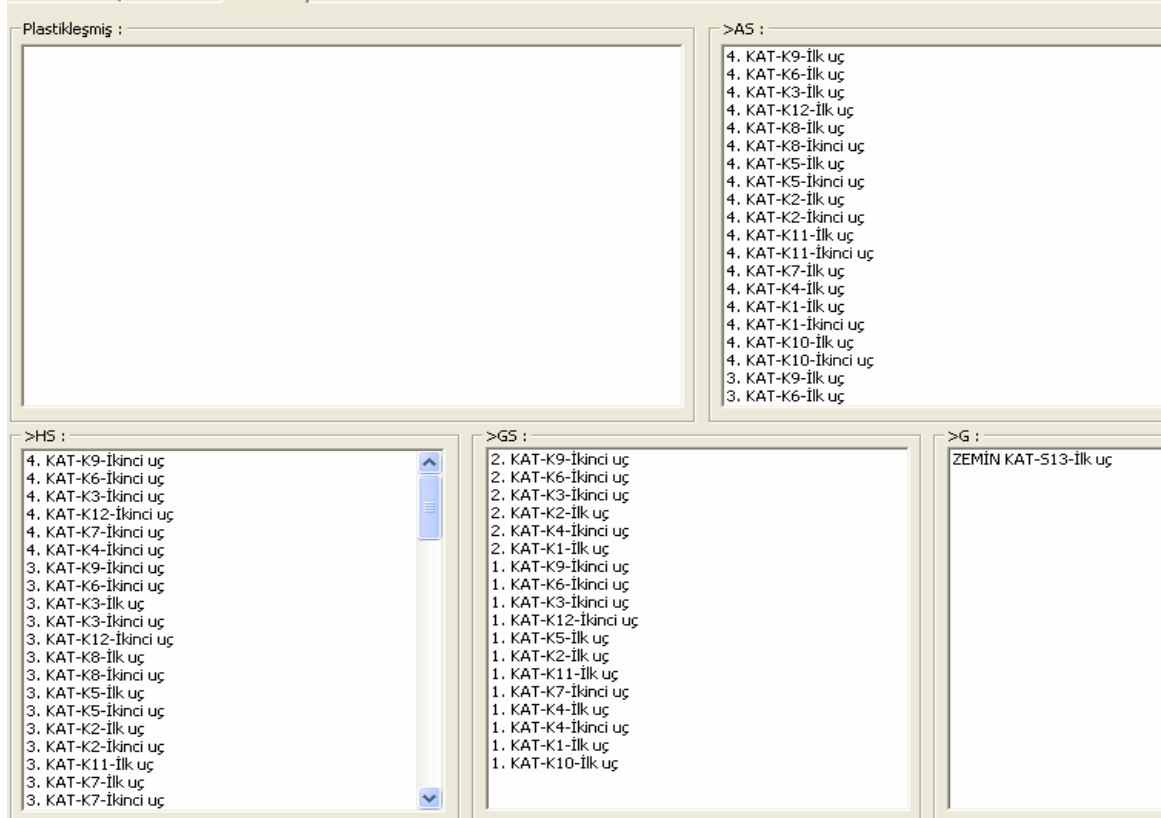 Plastikleşmiş :
>AS :
4. KAT-K9-İlk uç
4. KAT-K6-İlk uç
4. KAT-K3-İlk uç
4. KAT-K12-İlk uç
4. KAT-K8-İlk uç
4. KAT-K8-İkinci uç
4. KAT-K5-İlk uç
4. KAT-K5-İkinci uç
4. KAT-K2-İlk uç
4. KAT-K2-İkinci uç
4. KAT-K11-İlk uç
4. KAT-K11-İkinci uç
4. KAT-K7-İlk uç
4. KAT-K4-İlk uç
4. KAT-K1-İlk uç
4. KAT-K1-İkinci uç
4. KAT-K10-İlk uç
4. KAT-K10-İkinci uç
3. KAT-K9-İlk uç
3. KAT-K6-İlk uç
>HS :
4. KAT-K9-İkinci uç
4. KAT-K6-İkinci uç
4. KAT-K3-İkinci uç
4. KAT-K12-İkinci uç
4. KAT-K7-İkinci uç
4. KAT-K4-İkinci uç
3. KAT-K9-İkinci uç
3. KAT-K6-İkinci uç
3. KAT-K3-İlk uç
3. KAT-K3-İkinci uç
3. KAT-K12-İkinci uç
3. KAT-K8-İlk uç
3. KAT-K8-İkinci uç
3. KAT-K5-İlk uç
3. KAT-K5-İkinci uç
3. KAT-K2-İlk uç
3. KAT-K2-İkinci uç
3. KAT-K11-İlk uç
3. KAT-K7-İlk uç
3. KAT-K7-İkinci uç
>GS :
2. KAT-K9-İkinci uç
2. KAT-K6-İkinci uç
2. KAT-K3-İkinci uç
2. KAT-K2-İlk uç
2. KAT-K4-İkinci uç
2. KAT-K1-İlk uç
1. KAT-K9-İkinci uç
1. KAT-K6-İkinci uç
1. KAT-K3-İkinci uç
1. KAT-K12-İkinci uç
1. KAT-K5-İlk uç
1. KAT-K2-İlk uç
1. KAT-K11-İlk uç
1. KAT-K7-İkinci uç
1. KAT-K4-İlk uç
1. KAT-K4-İkinci uç
1. KAT-K1-İlk uç
1. KAT-K10-İlk uç
>G :
ZEMİN KAT-S13-İlk uç